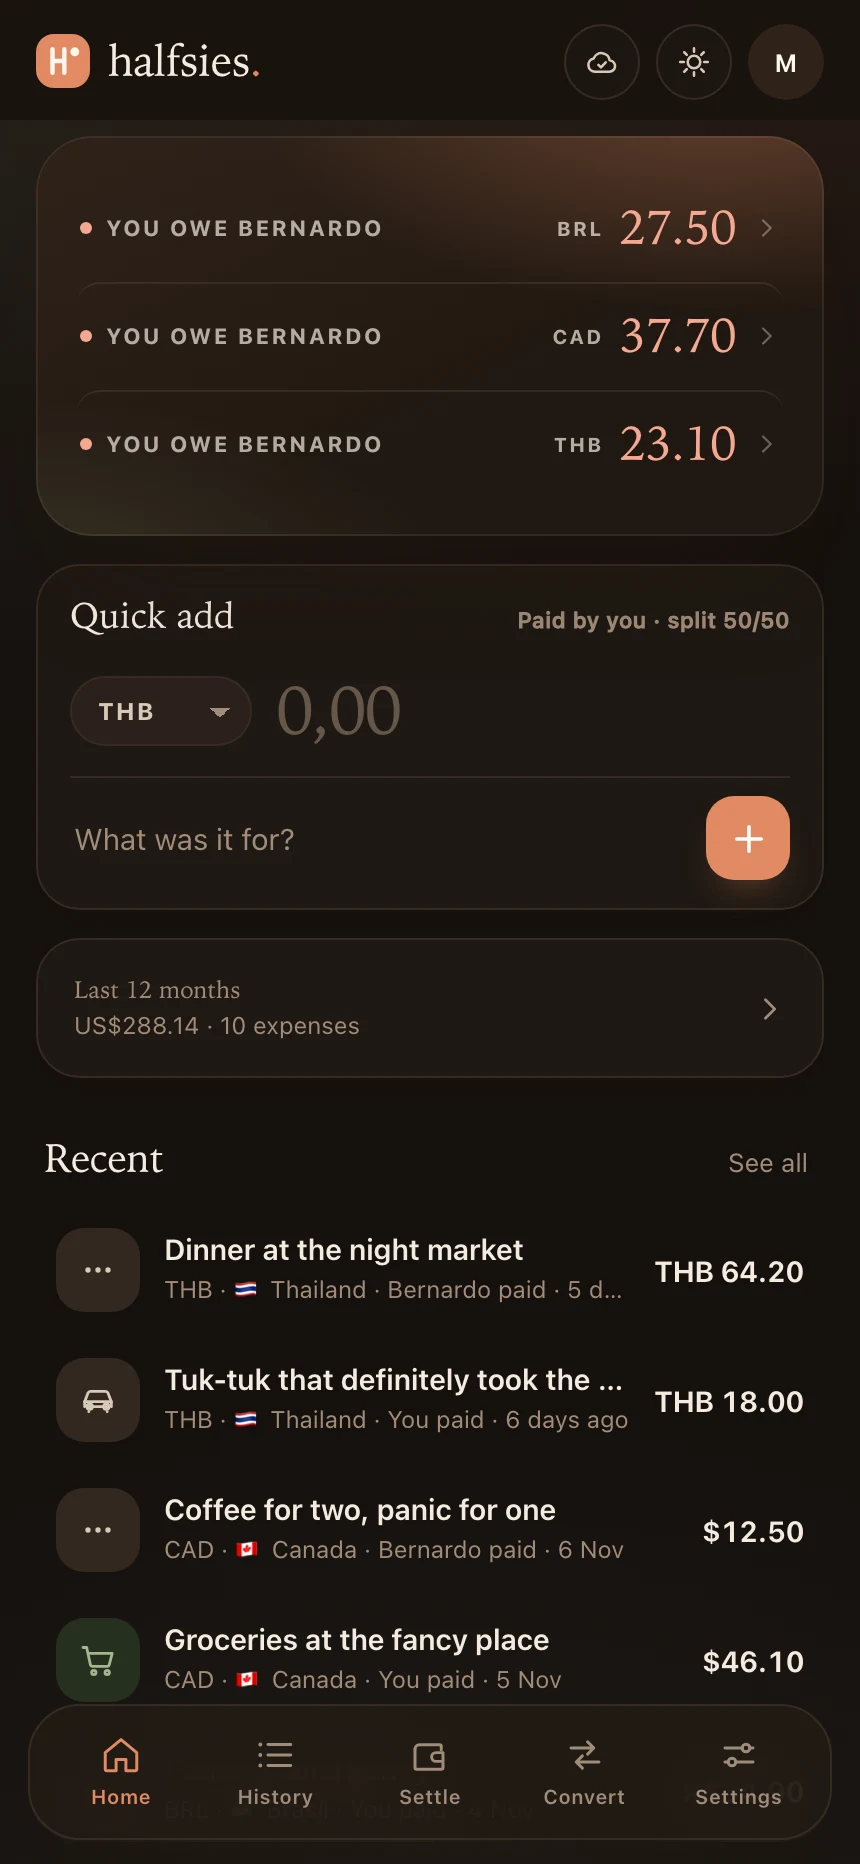 halfsies.
M
YOU OWE BERNARDO BRL 27.50
YOU OWE BERNARDO CAD 37.70
YOU OWE BERNARDO THB 23.10
Quick add Paid by you · split 50/50
THB 0,00
What was it for?
Last 12 months
US$288.14 · 10 expenses
Recent See all
Dinner at the night market THB 64.20
THB · 🇹🇭 Thailand · Bernardo paid · 5 d...
Tuk-tuk that definitely took the ... THB 18.00
THB · 🇹🇭 Thailand · You paid · 6 days ago
Coffee for two, panic for one $12.50
CAD · 🇨🇦 Canada · Bernardo paid · 6 Nov
Groceries at the fancy place $46.10
CAD · 🇨🇦 Canada · You paid · 5 Nov
Home History Settle Convert Settings